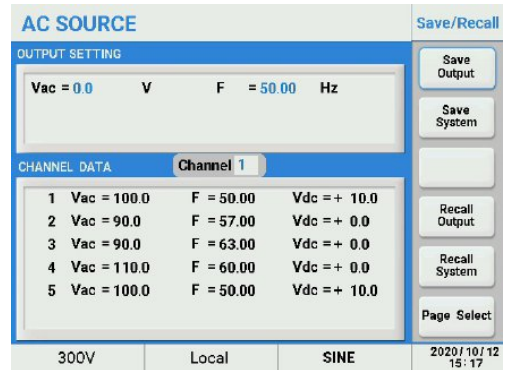 AC SOURCE
Save/Recall
OUTPUT SETTING
Vac = 0.0 V F = 50.00 Hz
CHANNEL DATA Channel 1
1 Vac = 100.0 F = 50.00 Vdc = + 10.0
2 Vac = 90.0 F = 57.00 Vdc = + 0.0
3 Vac = 90.0 F = 63.00 Vdc = + 0.0
4 Vac = 110.0 F = 60.00 Vdc = + 0.0
5 Vac = 100.0 F = 50.00 Vdc = + 10.0
Save
Output
Save
System
Recall
Output
Recall
System
Page Select
300V Local SINE
2020/10/12
15:17